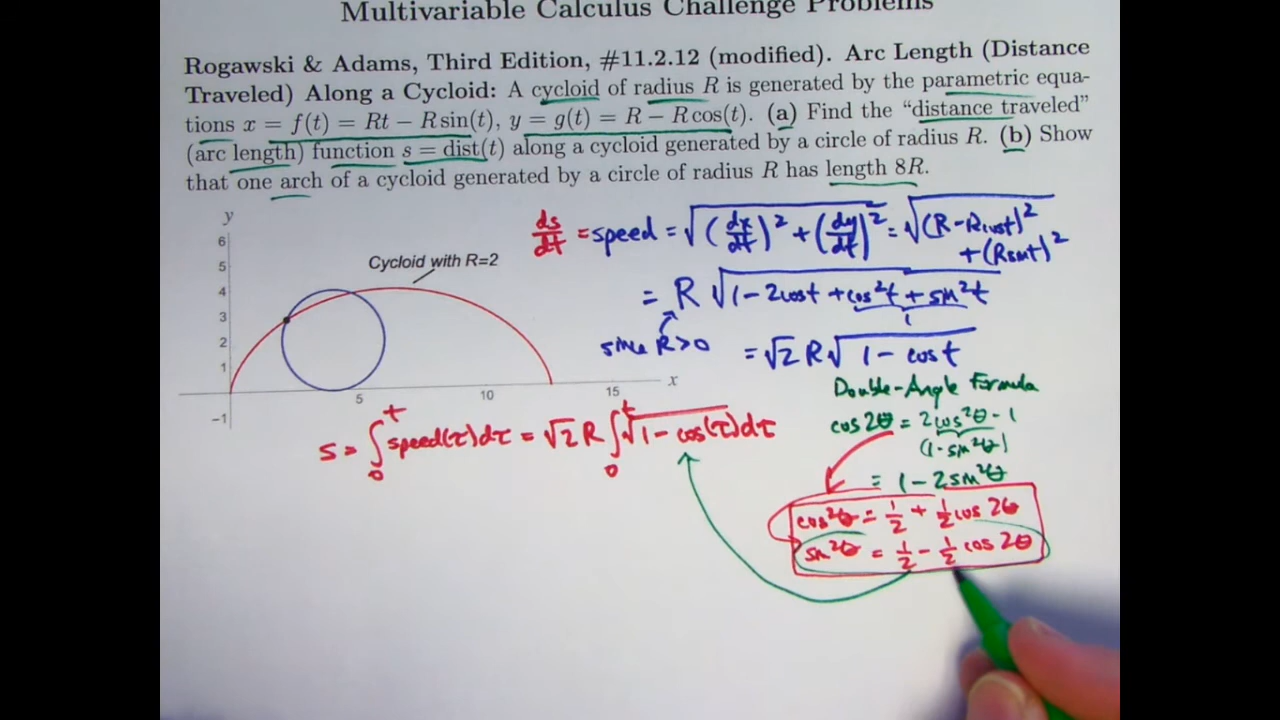 Multivariable Calculus Challenge Problems
Rogawski & Adams, Third Edition, #11.2.12 (modified). Arc Length (Distance
Traveled) Along a Cycloid: A cycloid of radius R is generated by the parametric equa-
tions x = f(t) = Rt − R sin(t), y = g(t) = R − R cos(t). (a) Find the “distance traveled”
(arc length) function s = dist(t) along a cycloid generated by a circle of radius R. (b) Show
that one arch of a cycloid generated by a circle of radius R has length 8R.
y
6
5
4
3
2
1
−1
5
10
15
x
Cycloid with R=2
ds/dt = speed = √((dx/dt)² + (dy/dt)²) = √((R − R cos t)²
+ (R sin t)²
= R √(1 − 2 cos t + cos² t + sin² t
1
since R > 0
= √2 R √(1 − cos t
s = ∫₀ᵗ speed(τ) dτ = √2 R ∫₀ᵗ √(1 − cos(τ)) dτ
Double-Angle Formula
cos 2θ = 2cos²θ − 1
(1 − sin²θ)
= 1 − 2 sin²θ
cos²θ = 1/2 + 1/2 cos 2θ
sin²θ = 1/2 − 1/2 cos 2θ